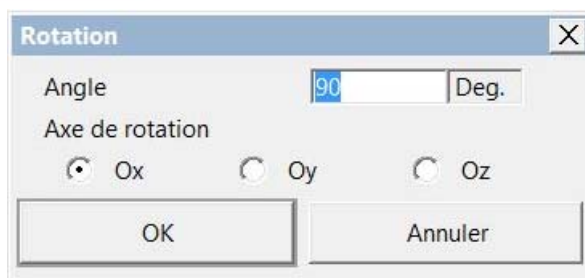 Rotation
Angle 90 Deg.
Axe de rotation
Ox Oy Oz
OK Annuler